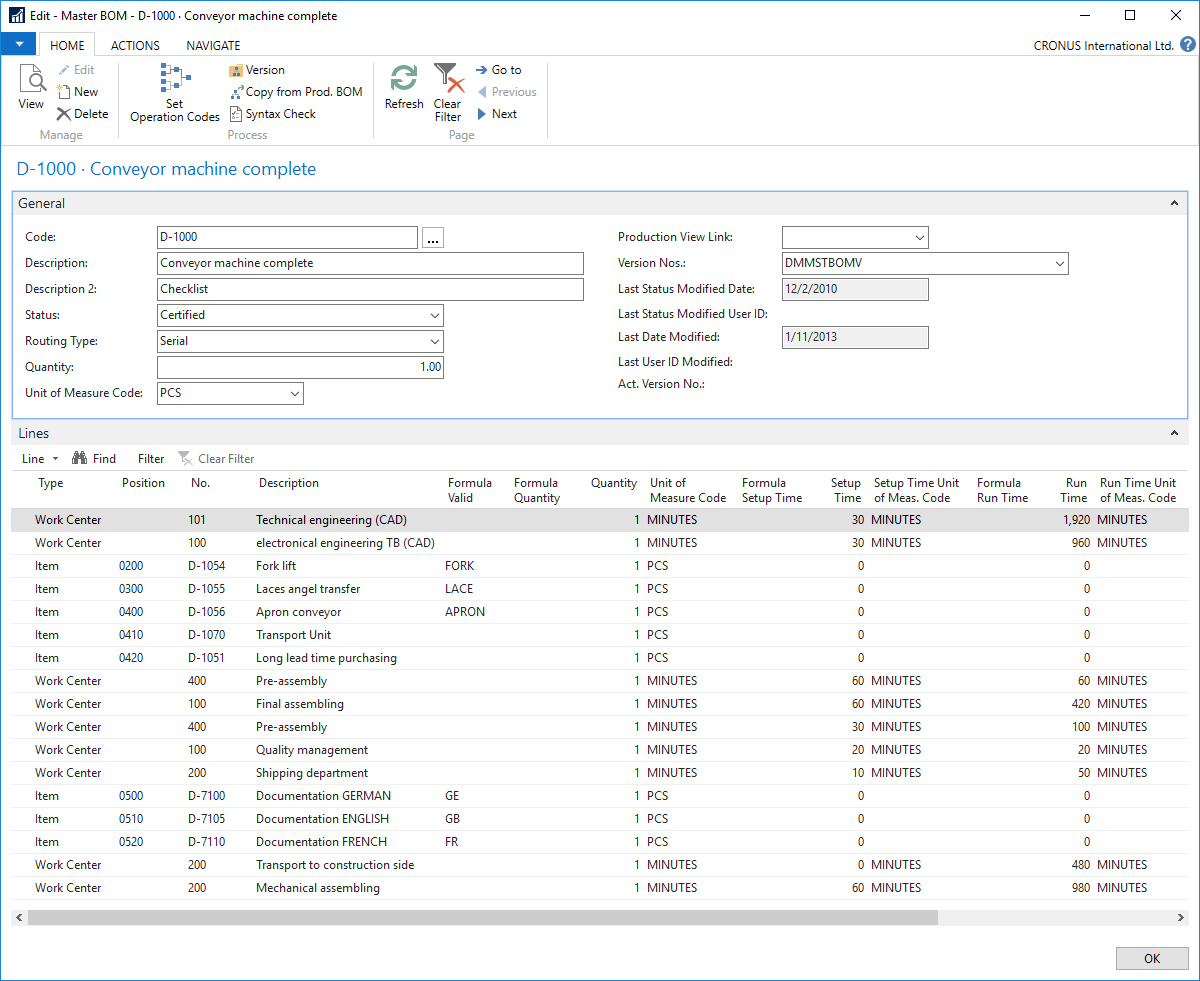 Edit - Master BOM - D-1000 · Conveyor machine complete
HOME ACTIONS NAVIGATE CRONUS International Ltd. ?
View
Edit
New
Delete
Manage
Set
Operation Codes
Version
Copy from Prod. BOM
Syntax Check
Process
Refresh
Clear
Filter
Go to
Previous
Next
Page
D-1000 · Conveyor machine complete
General
Code: D-1000 ...
Description: Conveyor machine complete
Description 2: Checklist
Status: Certified
Routing Type: Serial
Quantity: 1.00
Unit of Measure Code: PCS
Production View Link:
Version Nos.: DMMSTBOMV
Last Status Modified Date: 12/2/2010
Last Status Modified User ID:
Last Date Modified: 1/11/2013
Last User ID Modified:
Act. Version No.:
Lines
Line Find Filter Clear Filter
Type Position No. Description Formula Valid Formula Quantity Quantity Unit of Measure Code Formula Setup Time Setup Time Setup Time Unit of Meas. Code Formula Run Time Run Time Run Time Unit of Meas. Code
Work Center 101 Technical engineering (CAD) 1 MINUTES 30 MINUTES 1,920 MINUTES
Work Center 100 electronical engineering TB (CAD) 1 MINUTES 30 MINUTES 960 MINUTES
Item 0200 D-1054 Fork lift FORK 1 PCS 0 0
Item 0300 D-1055 Laces angel transfer LACE 1 PCS 0 0
Item 0400 D-1056 Apron conveyor APRON 1 PCS 0 0
Item 0410 D-1070 Transport Unit 1 PCS 0 0
Item 0420 D-1051 Long lead time purchasing 1 PCS 0 0
Work Center 400 Pre-assembly 1 MINUTES 60 MINUTES 60 MINUTES
Work Center 100 Final assembling 1 MINUTES 60 MINUTES 420 MINUTES
Work Center 400 Pre-assembly 1 MINUTES 30 MINUTES 100 MINUTES
Work Center 100 Quality management 1 MINUTES 20 MINUTES 20 MINUTES
Work Center 200 Shipping department 1 MINUTES 10 MINUTES 50 MINUTES
Item 0500 D-7100 Documentation GERMAN GE 1 PCS 0 0
Item 0510 D-7105 Documentation ENGLISH GB 1 PCS 0 0
Item 0520 D-7110 Documentation FRENCH FR 1 PCS 0 0
Work Center 200 Transport to construction side 1 MINUTES 0 MINUTES 480 MINUTES
Work Center 200 Mechanical assembling 1 MINUTES 60 MINUTES 980 MINUTES
OK